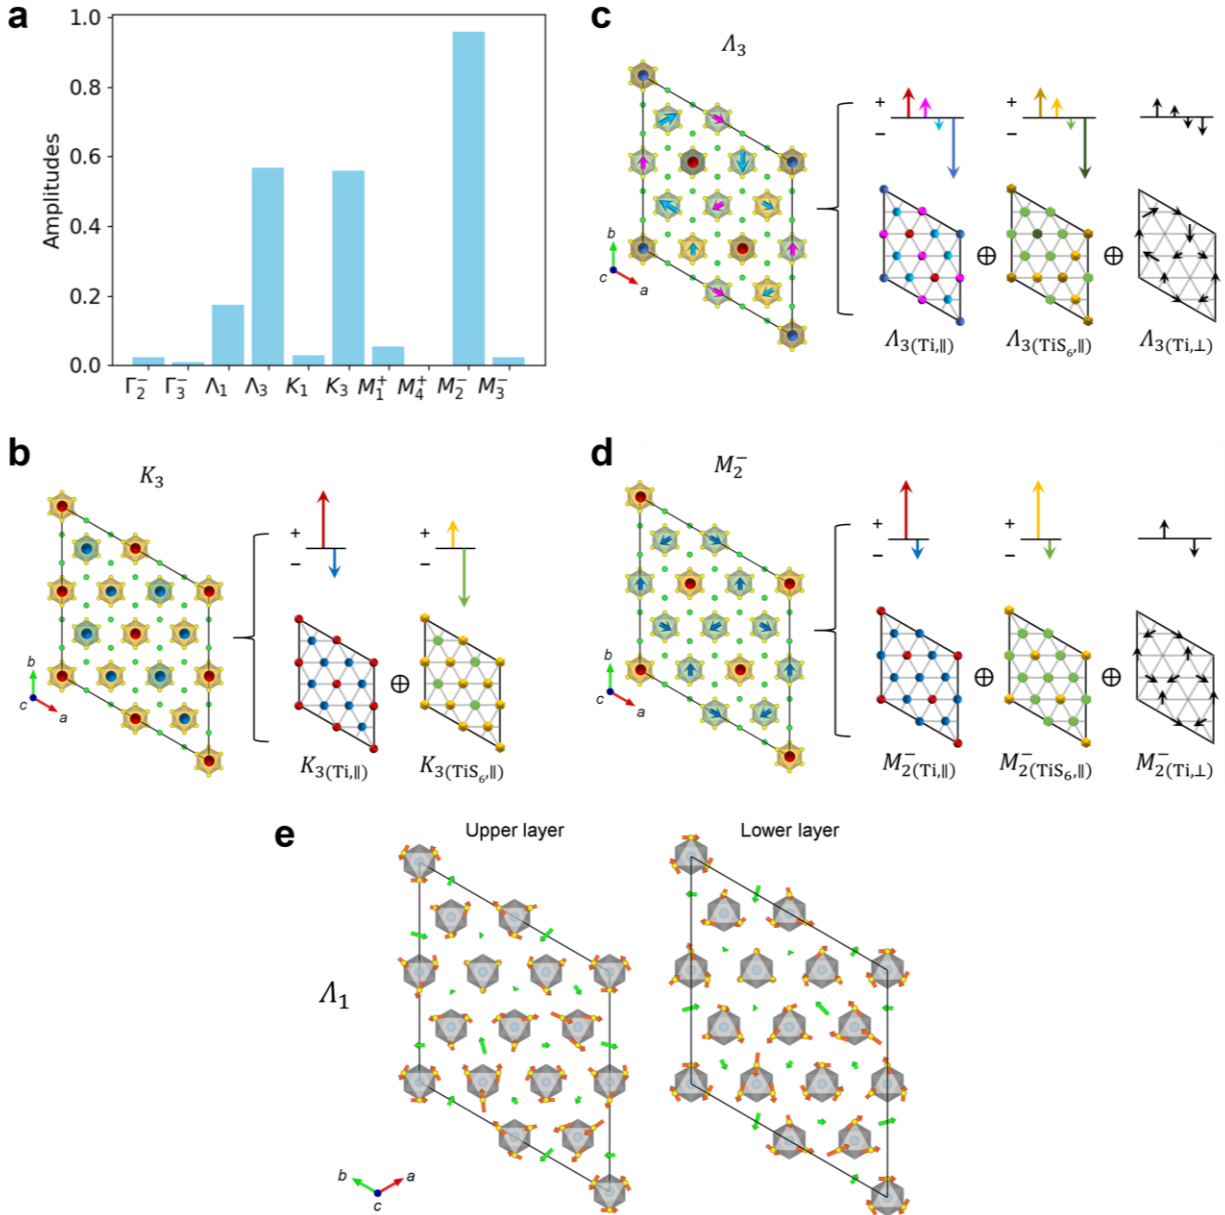 a
1.0
0.8
0.6
0.4
0.2
0.0
Amplitudes
Γ₂⁻ Γ₃⁻ Λ₁ Λ₃ K₁ K₃ M₁⁺ M₄⁺ M₂⁻ M₃⁻
c
Λ₃
+ + +
− − −
b
c a
⊕ ⊕
Λ₃(Ti,∥) Λ₃(TiS₆,∥) Λ₃(Ti,⊥)
b
K₃
+ +
− −
b
c a
⊕
K₃(Ti,∥) K₃(TiS₆,∥)
d
M₂⁻
+ +
− −
b
c a
⊕ ⊕
M₂⁻(Ti,∥) M₂⁻(TiS₆,∥) M₂⁻(Ti,⊥)
e
Upper layer Lower layer
Λ₁
b a
c